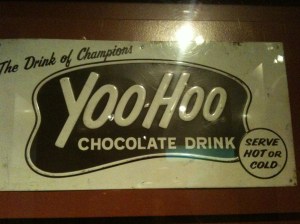 The Drink of Champions
YOO-HOO
CHOCOLATE DRINK
SERVE
HOT OR
COLD